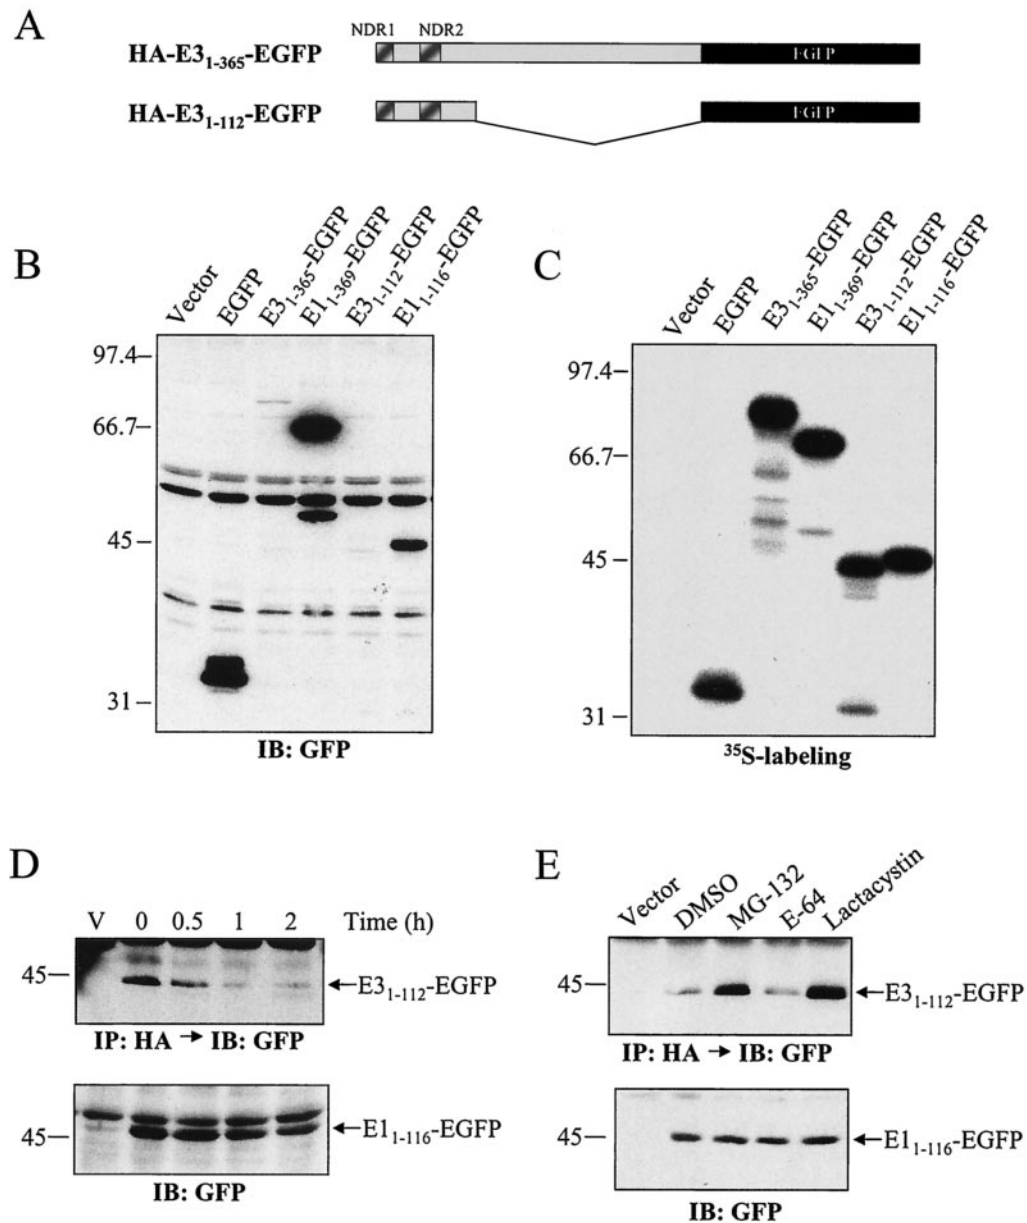 A
NDR1 NDR2
HA-E3₁₋₃₆₅-EGFP
EGFP
HA-E3₁₋₁₁₂-EGFP
EGFP
B
Vector
EGFP
E3₁₋₃₆₅-EGFP
E1₁₋₃₆₉-EGFP
E3₁₋₁₁₂-EGFP
E1₁₋₁₁₆-EGFP
97.4
66.7
45
31
IB: GFP
C
Vector
EGFP
E3₁₋₃₆₅-EGFP
E1₁₋₃₆₉-EGFP
E3₁₋₁₁₂-EGFP
E1₁₋₁₁₆-EGFP
97.4
66.7
45
31
³⁵S-labeling
D
V 0 0.5 1 2 Time (h)
45
←E3₁₋₁₁₂-EGFP
IP: HA → IB: GFP
45
←E1₁₋₁₁₆-EGFP
IB: GFP
E
Vector
DMSO
MG-132
E-64
Lactacystin
45
←E3₁₋₁₁₂-EGFP
IP: HA → IB: GFP
45
←E1₁₋₁₁₆-EGFP
IB: GFP